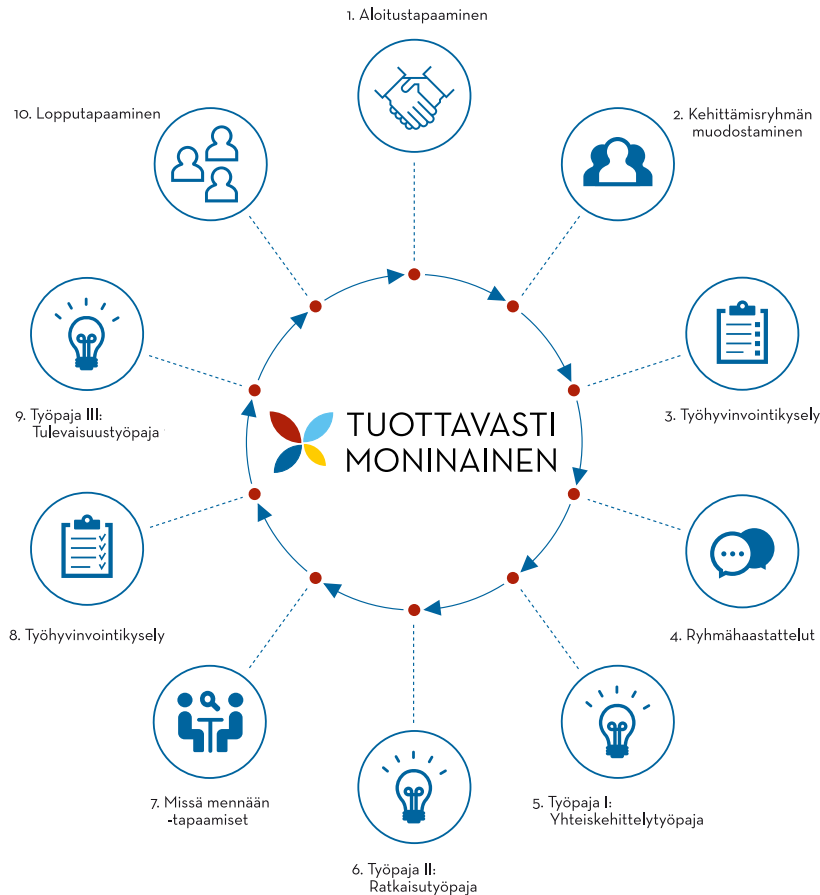 1. Aloitustapaaminen
2. Kehittämisryhmän
muodostaminen
3. Työhyvinvointikysely
4. Ryhmähaastattelut
5. Työpaja I:
Yhteiskehittelytyöpaja
6. Työpaja II:
Ratkaisutyöpaja
7. Missä mennään
-tapaamiset
8. Työhyvinvointikysely
9. Työpaja III:
Tulevaisuustyöpaja
10. Lopputapaaminen
TUOTTAVASTI
MONINAINEN